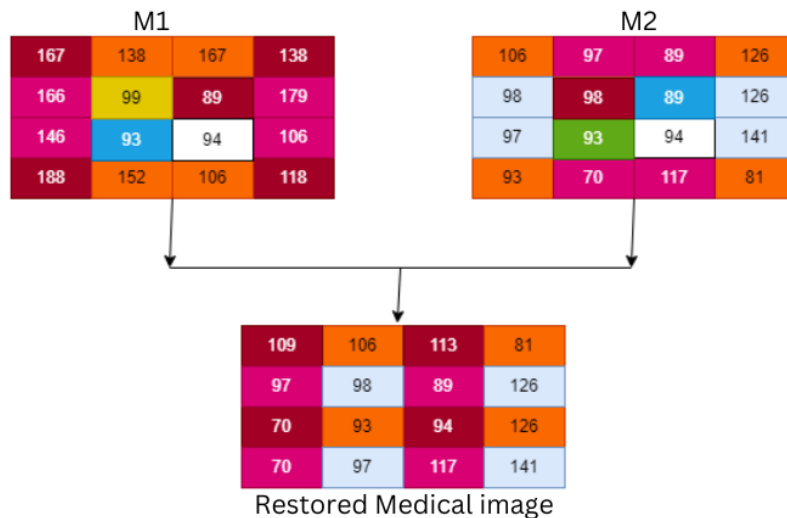 M1 M2
167 138 167 138 106 97 89 126
166 99 89 179 98 98 89 126
146 93 94 106 97 93 94 141
188 152 106 118 93 70 117 81
109 106 113 81
97 98 89 126
70 93 94 126
70 97 117 141
Restored Medical image